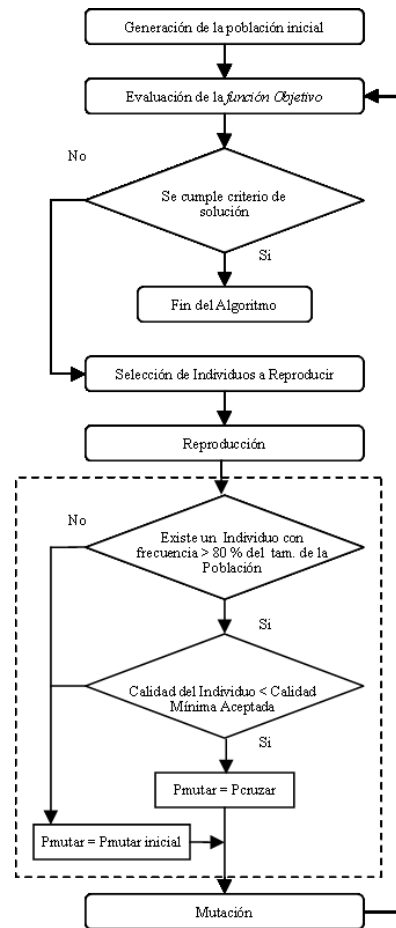 Generación de la población inicial
Evaluación de la función Objetivo
No
Se cumple criterio de
solución
Si
Fin del Algoritmo
Selección de Individuos a Reproducir
Reproducción
No
Existe un Individuo con
frecuencia > 80 % del tam. de la
Población
Si
Calidad del Individuo < Calidad
Mínima Aceptada
Si
Pmutar = Pcruzar
Pmutar = Pmutar inicial
Mutación